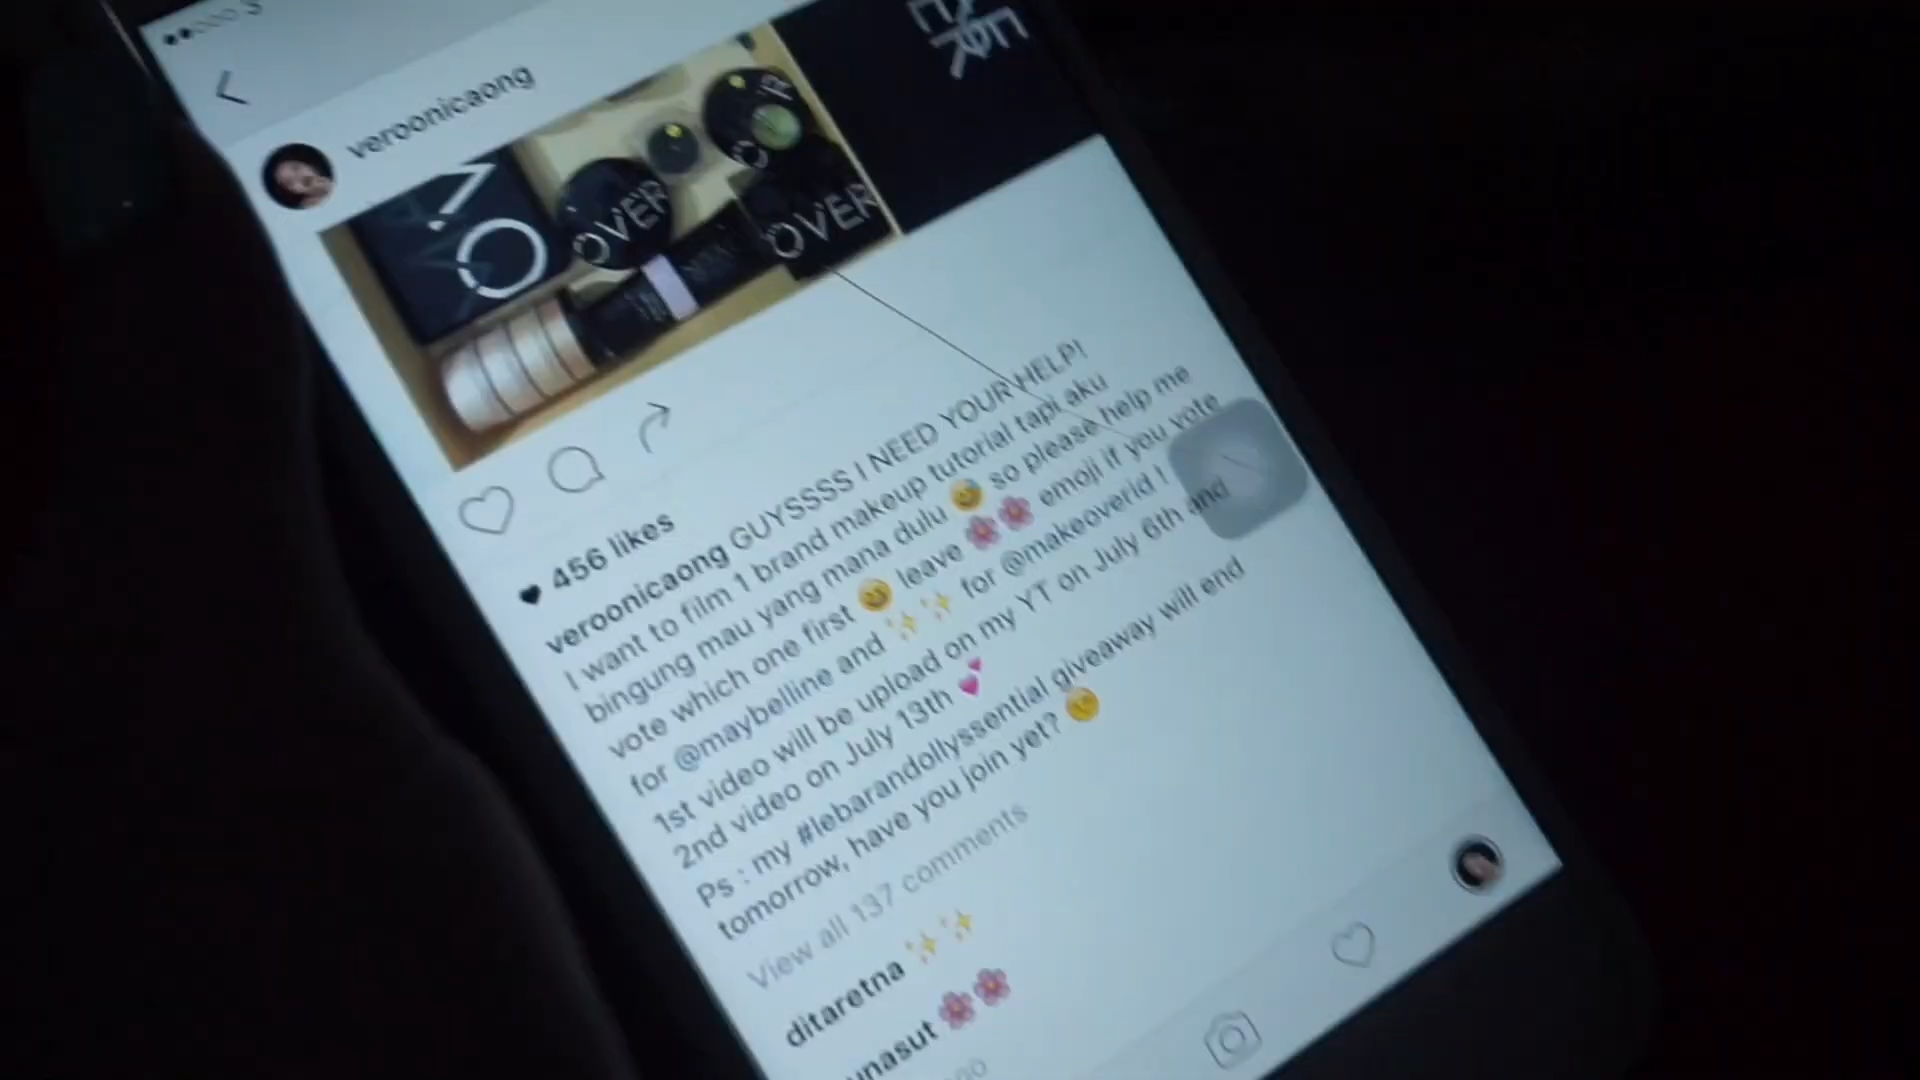 veroonicaong
OVER
OVER
456 likes
veroonicaong GUYSSSS I NEED YOUR HELP!
I want to film 1 brand makeup tutorial tapi aku
bingung mau yang mana dulu 😅 so please help me
vote which one first 😄 leave 🌸🌸 emoji if you vote
for @maybelline and ✨✨ for @makeoverid !
1st video will be upload on my YT on July 6th and
2nd video on July 13th 💕
Ps : my #lebarandollyssential giveaway will end
tomorrow, have you join yet? 😊
View all 137 comments
ditaretna ✨✨
unasut 🌸🌸